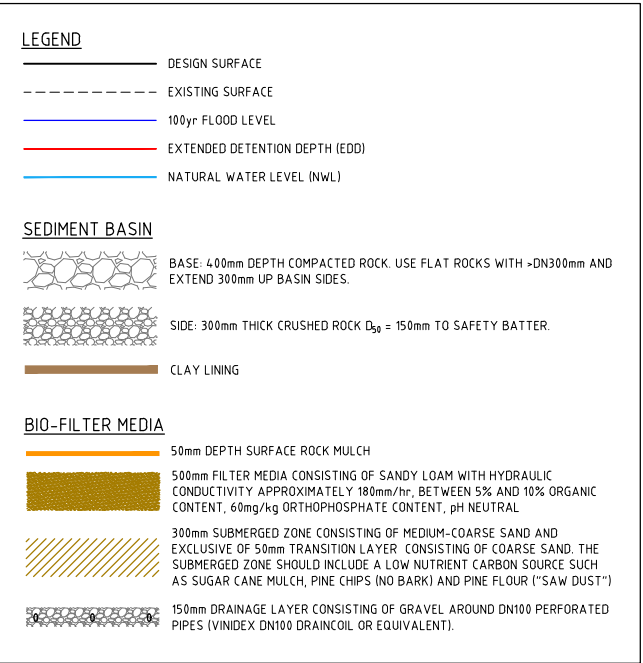 LEGEND
DESIGN SURFACE
EXISTING SURFACE
100yr FLOOD LEVEL
EXTENDED DETENTION DEPTH (EDD)
NATURAL WATER LEVEL (NWL)
SEDIMENT BASIN
BASE: 400mm DEPTH COMPACTED ROCK. USE FLAT ROCKS WITH >DN300mm AND
EXTEND 300mm UP BASIN SIDES.
SIDE: 300mm THICK CRUSHED ROCK D50 = 150mm TO SAFETY BATTER.
CLAY LINING
BIO-FILTER MEDIA
50mm DEPTH SURFACE ROCK MULCH
500mm FILTER MEDIA CONSISTING OF SANDY LOAM WITH HYDRAULIC
CONDUCTIVITY APPROXIMATELY 180mm/hr, BETWEEN 5% AND 10% ORGANIC
CONTENT, 60mg/kg ORTHOPHOSPHATE CONTENT, pH NEUTRAL
300mm SUBMERGED ZONE CONSISTING OF MEDIUM-COARSE SAND AND
EXCLUSIVE OF 50mm TRANSITION LAYER CONSISTING OF COARSE SAND. THE
SUBMERGED ZONE SHOULD INCLUDE A LOW NUTRIENT CARBON SOURCE SUCH
AS SUGAR CANE MULCH, PINE CHIPS (NO BARK) AND PINE FLOUR ("SAW DUST")
150mm DRAINAGE LAYER CONSISTING OF GRAVEL AROUND DN100 PERFORATED
PIPES (VINIDEX DN100 DRAINCOIL OR EQUIVALENT).